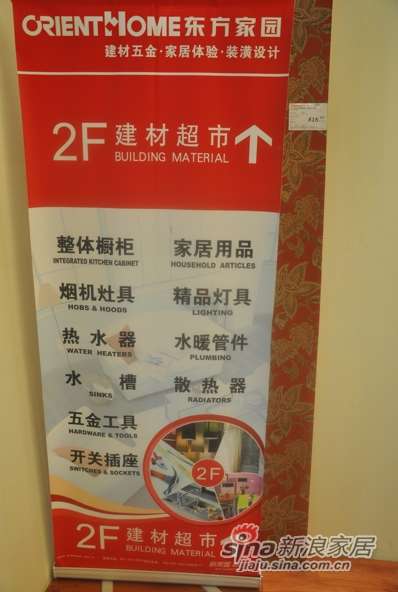 ORIENTHOME东方家园
建材五金·家居体验·装潢设计
2F 建材超市
BUILDING MATERIAL
整体橱柜
INTEGRATED KITCHEN CABINET
家居用品
HOUSEHOLD ARTICLES
烟机灶具
HOBS & HOODS
精品灯具
LIGHTING
热水器
WATER HEATERS
水暖管件
PLUMBING
水槽
SINKS
散热器
RADIATORS
五金工具
HARDWARE & TOOLS
开关插座
SWITCHES & SOCKETS
2F
2F 建材超市
BUILDING MATERIAL
sina新浪家居
jiaju.sina.com.cn